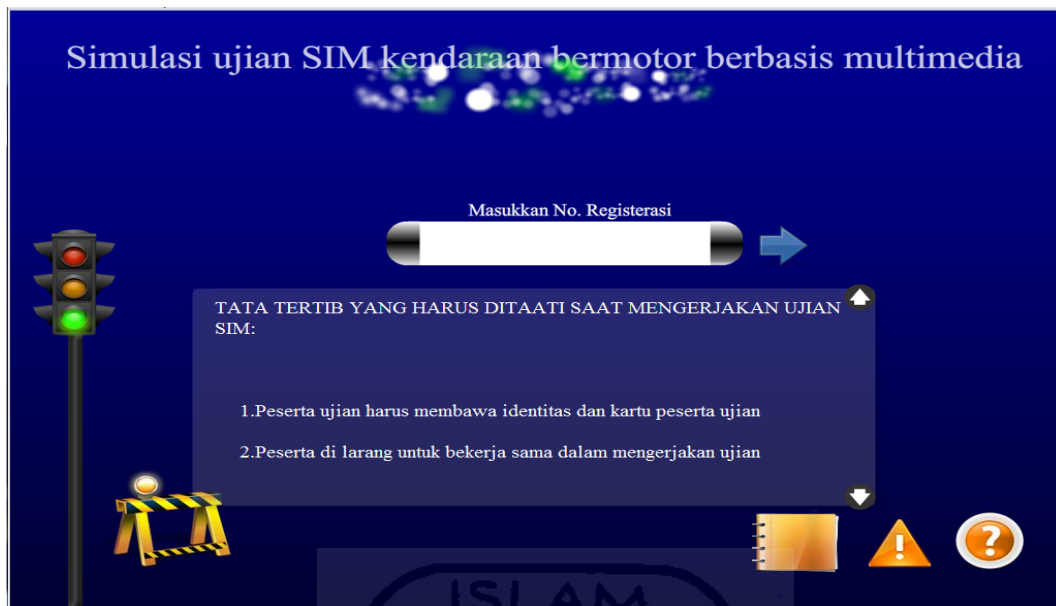 Simulasi ujian SIM kendaraan bermotor berbasis multimedia
Masukkan No. Registerasi
TATA TERTIB YANG HARUS DITAATI SAAT MENGERJAKAN UJIAN
SIM:
1.Peserta ujian harus membawa identitas dan kartu peserta ujian
2.Peserta di larang untuk bekerja sama dalam mengerjakan ujian
ISLAM